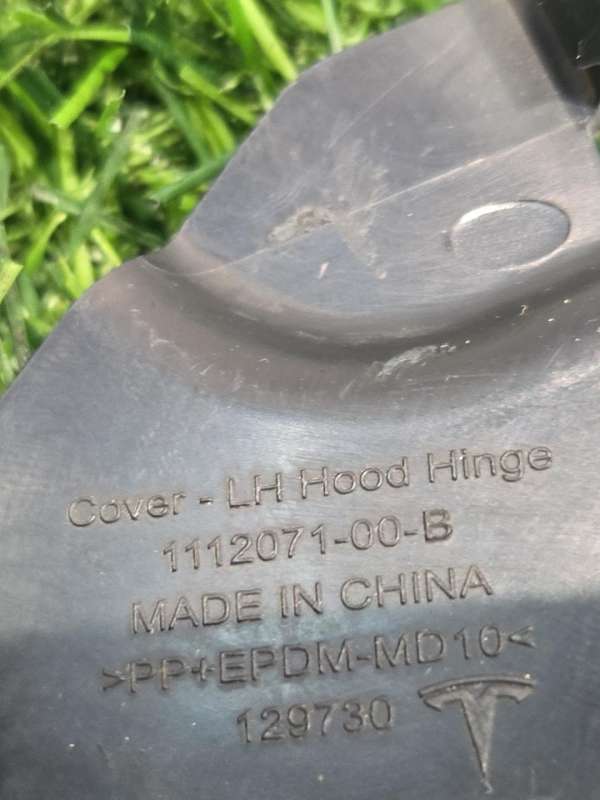 Cover - LH Hood Hinge
1112071-00-B
MADE IN CHINA
>PP+EPDM-MD10<
129730